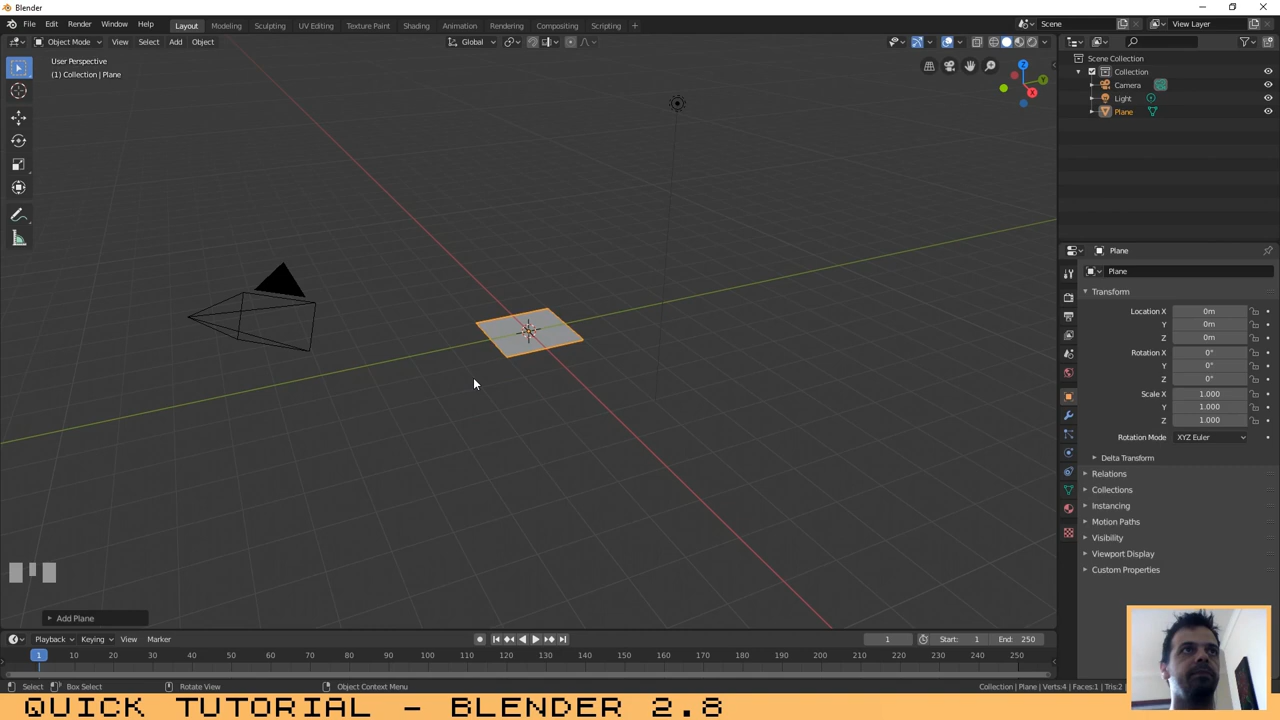 Blender
File Edit Render Window Help Layout Modeling Sculpting UV Editing Texture Paint Shading Animation Rendering Compositing Scripting + Scene View Layer
Object Mode View Select Add Object Global
User Perspective
(1) Collection | Plane
Z
Y
X
Scene Collection
Collection
Camera
Light
Plane
Plane
Plane
Transform
Location X 0m
Y 0m
Z 0m
Rotation X 0°
Y 0°
Z 0°
Scale X 1.000
Y 1.000
Z 1.000
Rotation Mode XYZ Euler
Delta Transform
Relations
Collections
Instancing
Motion Paths
Visibility
Viewport Display
Custom Properties
Add Plane
Playback Keying View Marker 1 Start: 1 End: 250
1 10 20 30 40 50 60 70 80 90 100 110 120 130 140 150 160 170 180 190 200 210 220 230 240 250
Select Box Select Rotate View Object Context Menu Collection | Plane | Verts:4 | Faces:1 | Tris:2 |
QUICK TUTORIAL - BLENDER 2.8